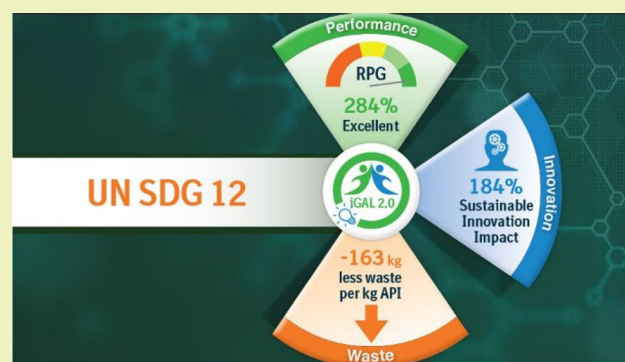 Performance
RPG
284%
Excellent
UN SDG 12
iGAL 2.0
184%
Sustainable
Innovation
Impact
Innovation
-163 kg
less waste
per kg API
Waste